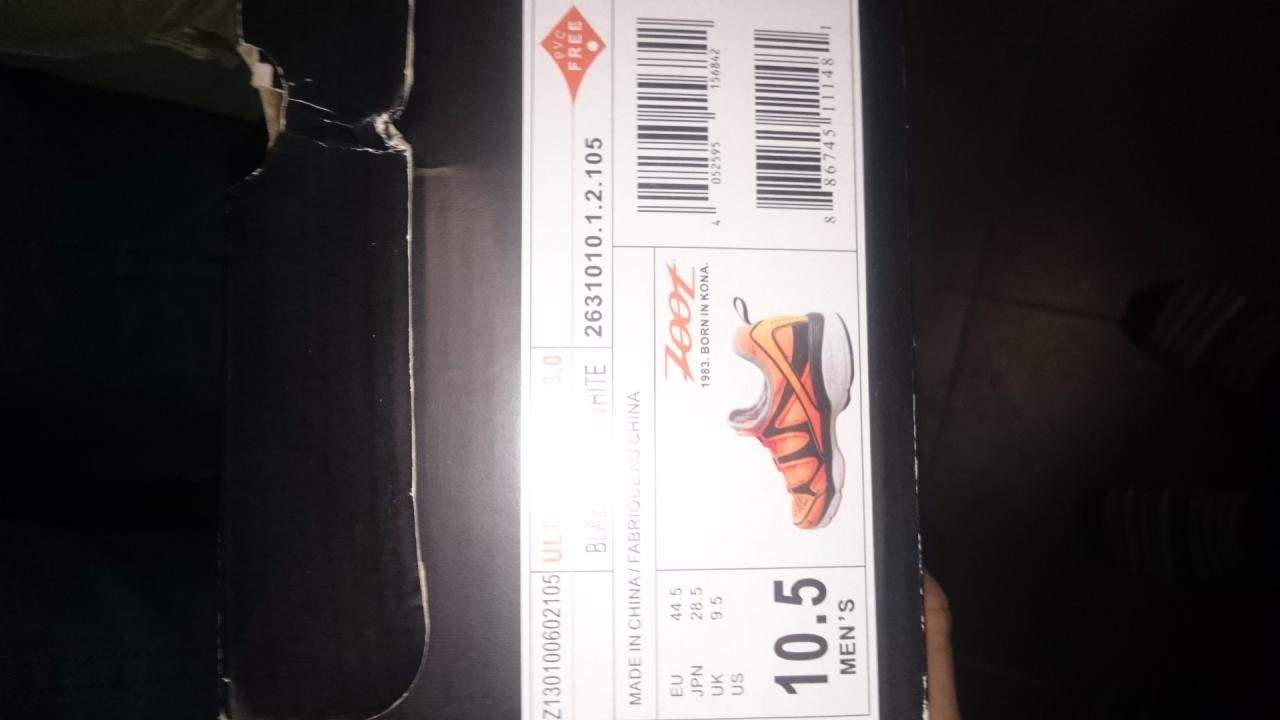 Z130100602105
3.0
PVC
FREE
2631010.1.2.105
MADE IN CHINA / FABRIQUE AU CHINA
4 052595 156842
8 86745 11148 1
ZOOT
1983. BORN IN KONA.
EU 44.5
JPN 28.5
UK 9.5
US
10.5
MEN'S